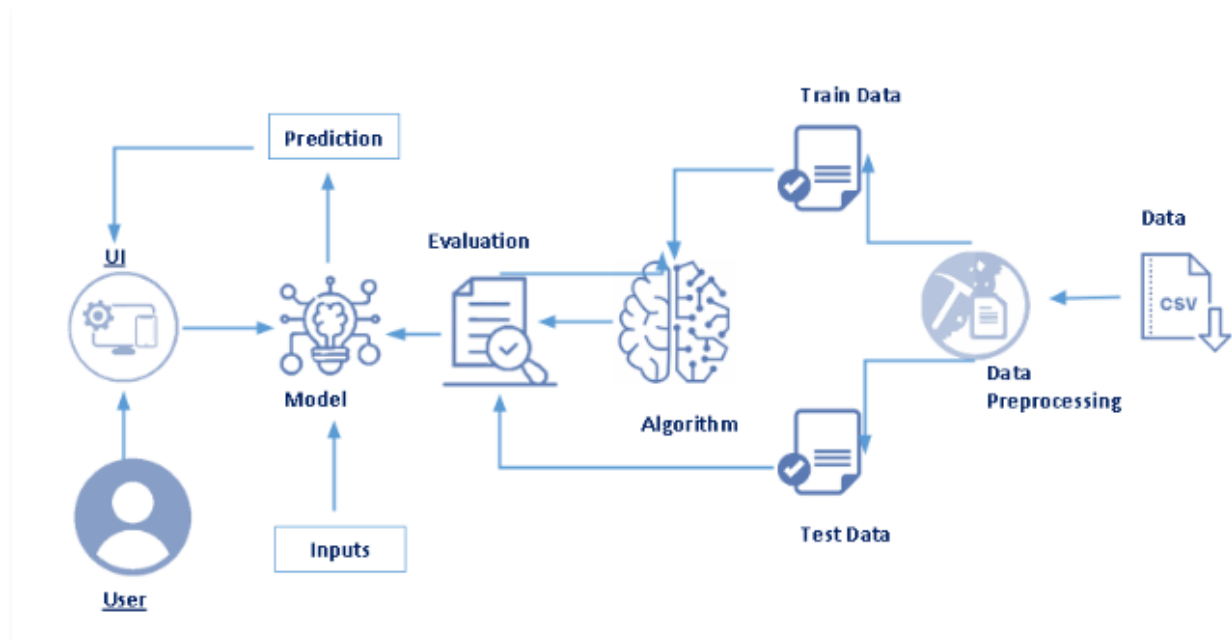 Train Data
Prediction
Data
Evaluation
UI
CSV
Data
Preprocessing
Model
Algorithm
Test Data
Inputs
User